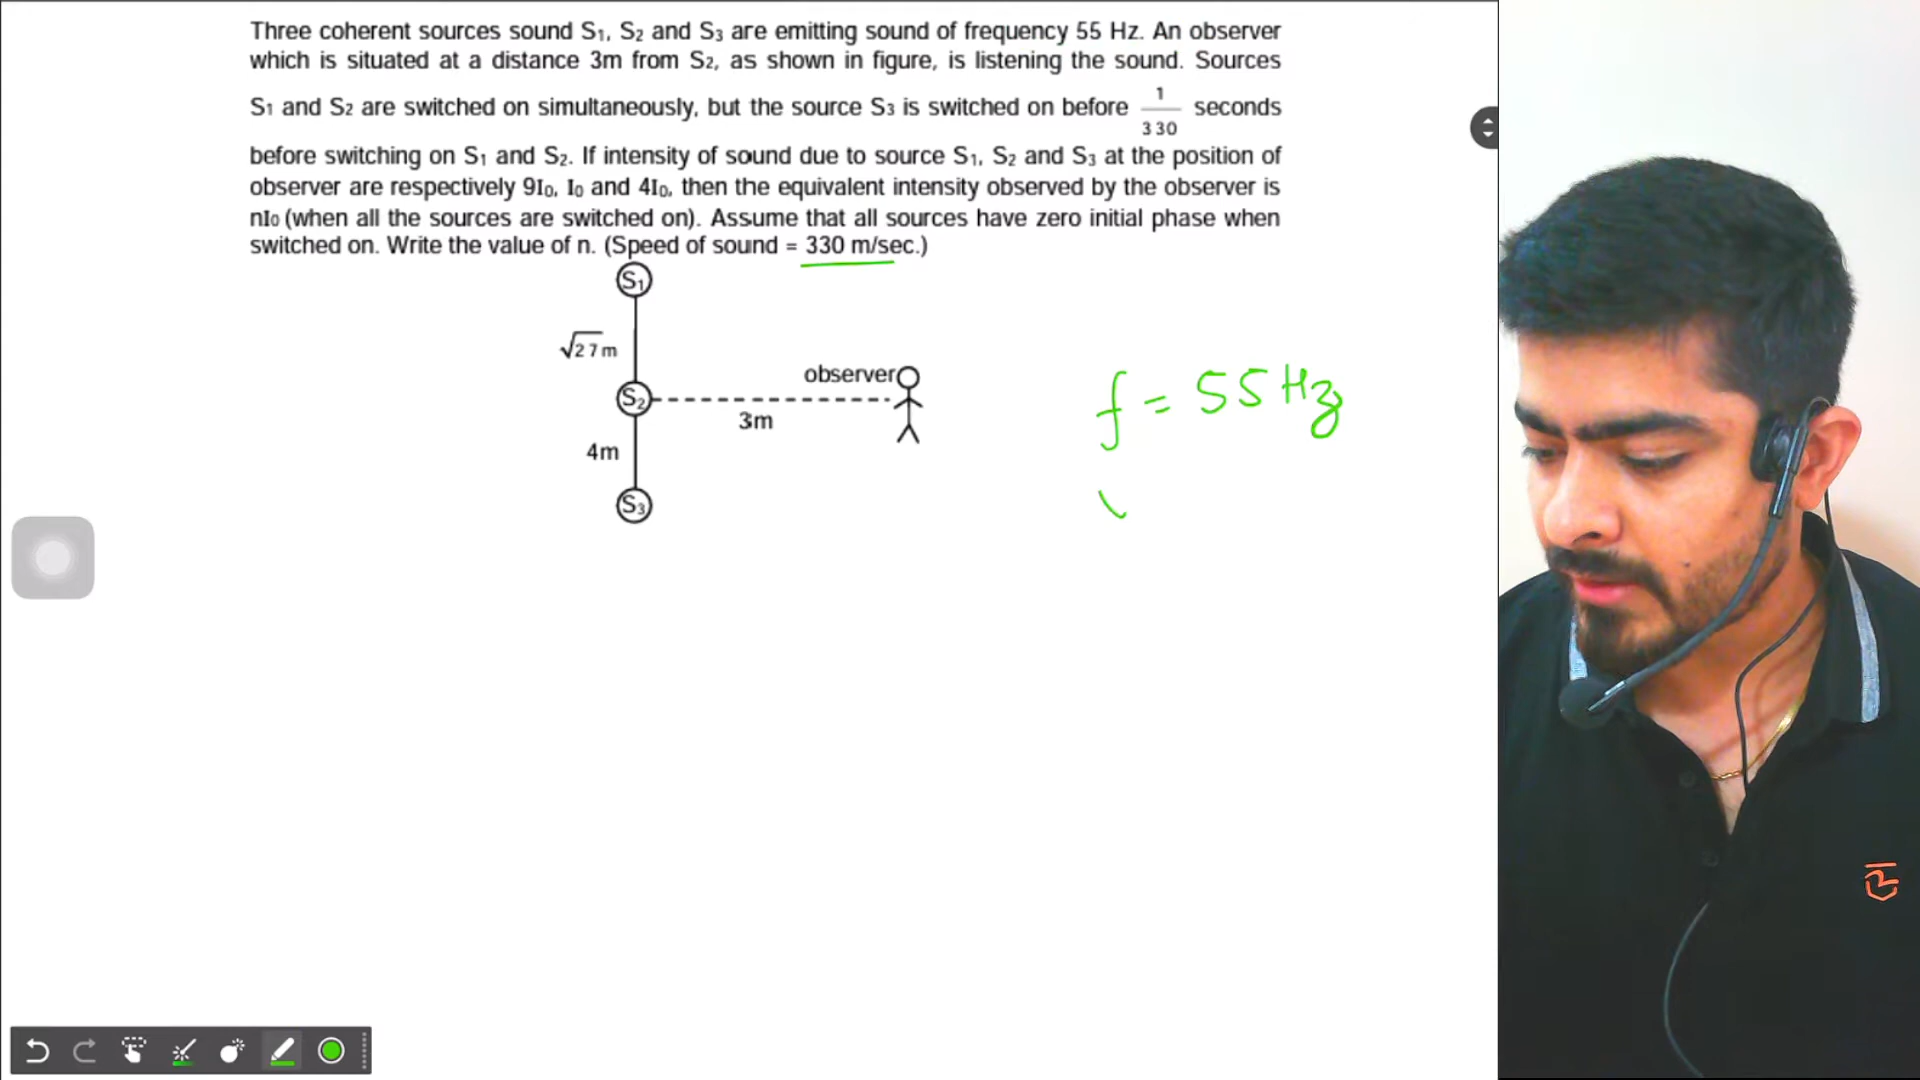 Three coherent sources sound S₁, S₂ and S₃ are emitting sound of frequency 55 Hz. An observer
which is situated at a distance 3m from S₂, as shown in figure, is listening the sound. Sources
S₁ and S₂ are switched on simultaneously, but the source S₃ is switched on before 1/330 seconds
before switching on S₁ and S₂. If intensity of sound due to source S₁, S₂ and S₃ at the position of
observer are respectively 9I₀, I₀ and 4I₀, then the equivalent intensity observed by the observer is
nI₀ (when all the sources are switched on). Assume that all sources have zero initial phase when
switched on. Write the value of n. (Speed of sound = 330 m/sec.)
S₁
√27m
observer
S₂
3m
4m
S₃
f = 55 Hz